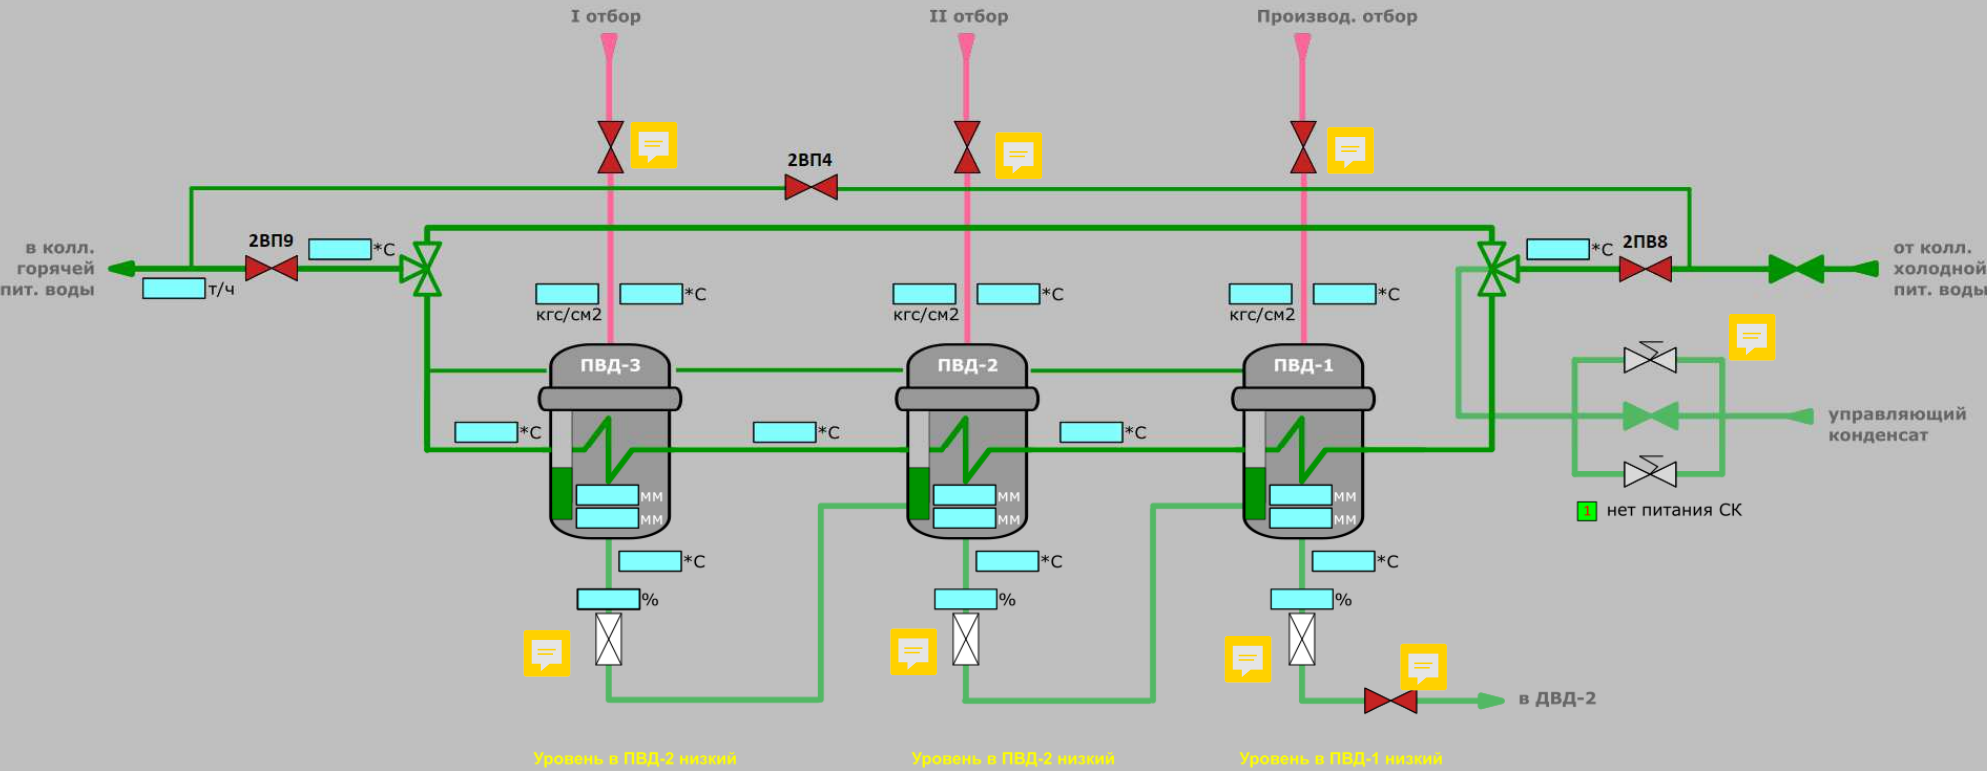 I отбор
II отбор
Производ. отбор
2ВП4
2ВП9
*С
*С
2ПВ8
в колл.
горячей
пит. воды
т/ч
от колл.
холодной
пит. воды
*С
кгс/см2
*С
кгс/см2
*С
кгс/см2
ПВД-3
ПВД-2
ПВД-1
*С
*С
*С
управляющий
конденсат
мм
мм
мм
мм
мм
мм
1 нет питания СК
*С
*С
*С
%
%
%
в ДВД-2
Уровень в ПВД-2 низкий
Уровень в ПВД-2 низкий
Уровень в ПВД-1 низкий